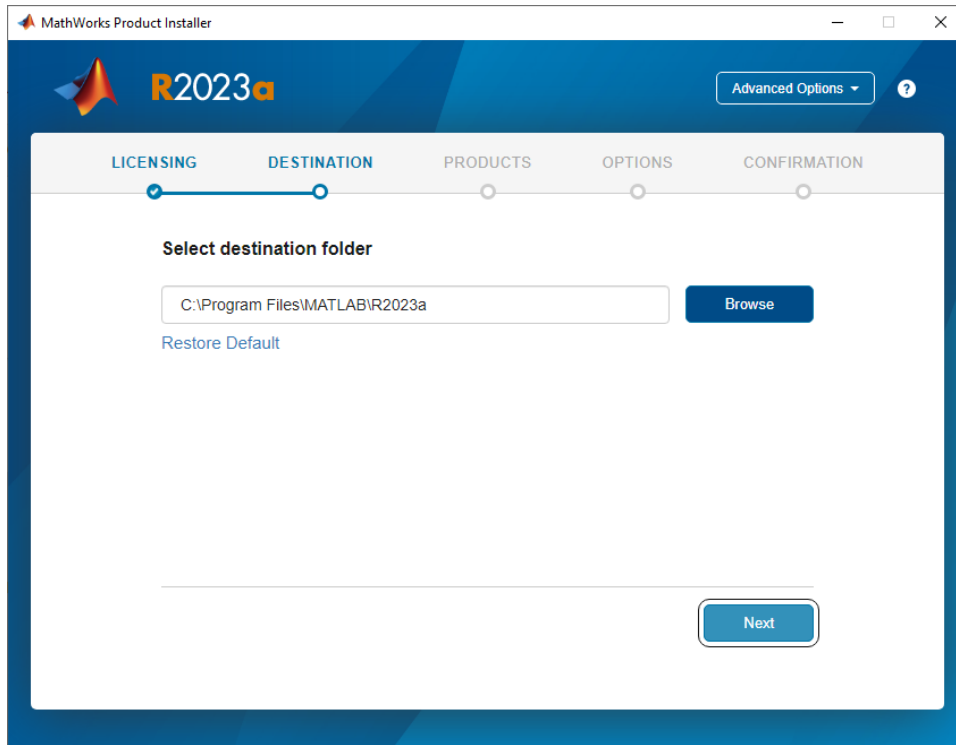 MathWorks Product Installer
R2023a
Advanced Options
?
LICENSING DESTINATION PRODUCTS OPTIONS CONFIRMATION
Select destination folder
C:\Program Files\MATLAB\R2023a
Browse
Restore Default
Next